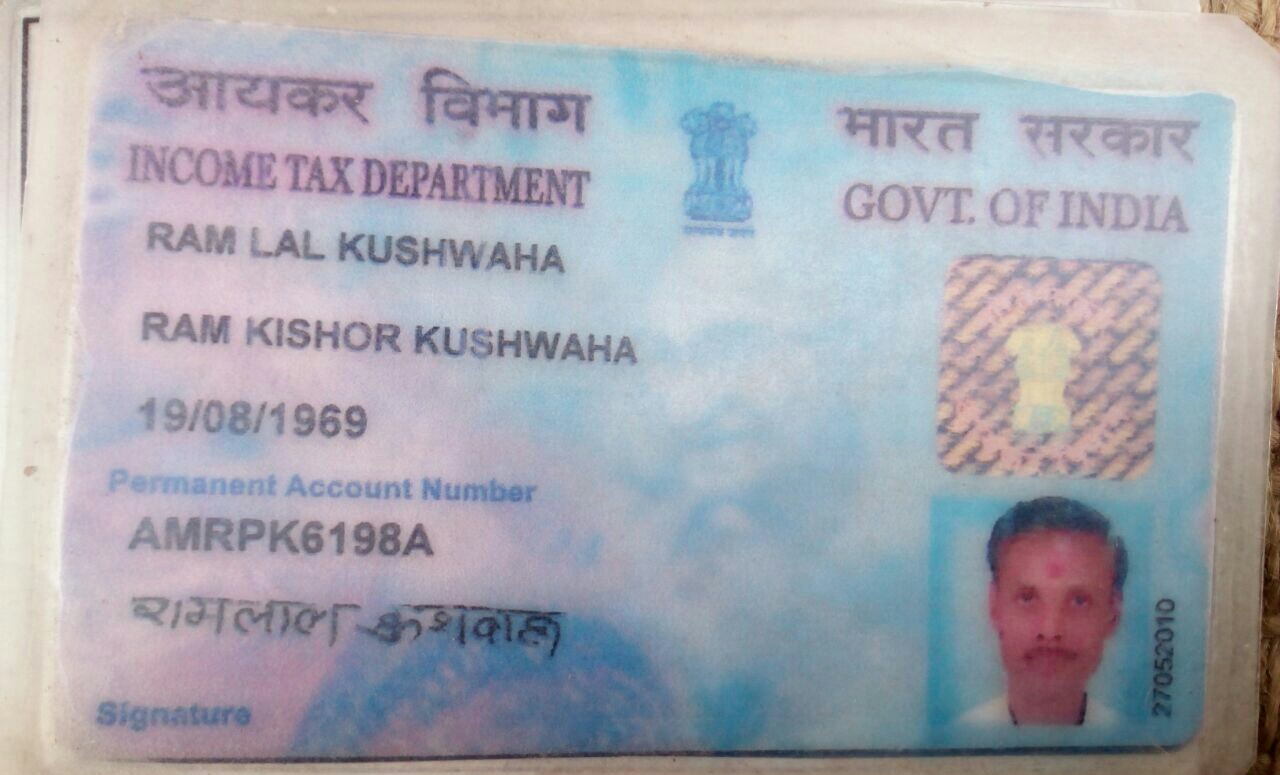 आयकर विभाग
भारत सरकार
INCOME TAX DEPARTMENT
GOVT. OF INDIA
RAM LAL KUSHWAHA
RAM KISHOR KUSHWAHA
19/08/1969
Permanent Account Number
AMRPK6198A
रामलाल कुशवाहा
Signature
27052010